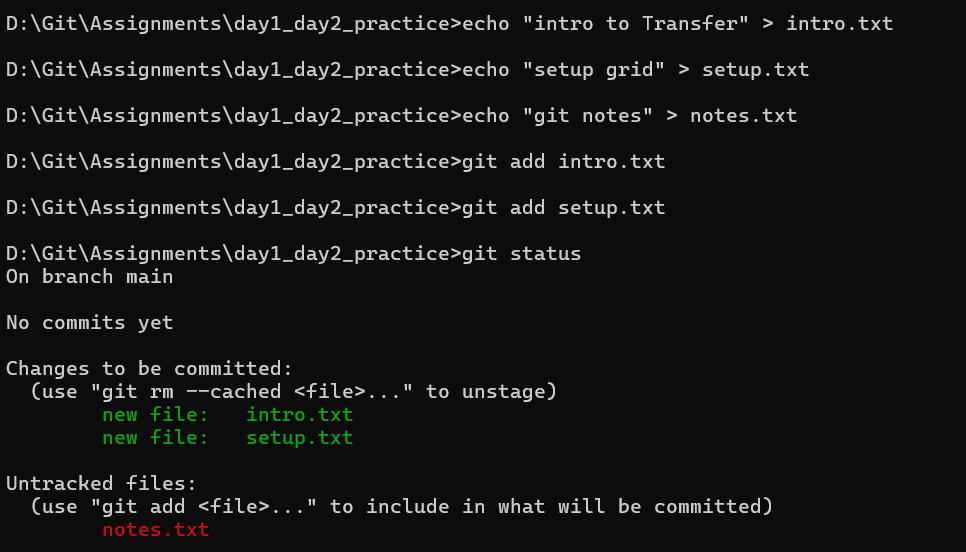 D:\Git\Assignments\day1_day2_practice>echo "intro to Transfer" > intro.txt
D:\Git\Assignments\day1_day2_practice>echo "setup grid" > setup.txt
D:\Git\Assignments\day1_day2_practice>echo "git notes" > notes.txt
D:\Git\Assignments\day1_day2_practice>git add intro.txt
D:\Git\Assignments\day1_day2_practice>git add setup.txt
D:\Git\Assignments\day1_day2_practice>git status
On branch main
No commits yet
Changes to be committed:
  (use "git rm --cached <file>..." to unstage)
        new file:   intro.txt
        new file:   setup.txt
Untracked files:
  (use "git add <file>..." to include in what will be committed)
        notes.txt